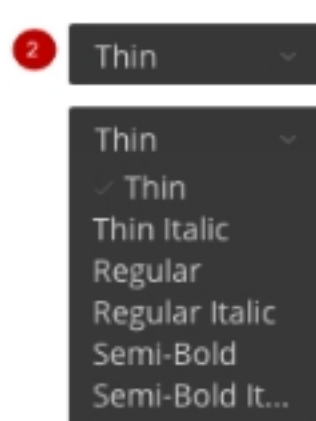 2
Thin
Thin
Thin
Thin Italic
Regular
Regular Italic
Semi-Bold
Semi-Bold It...